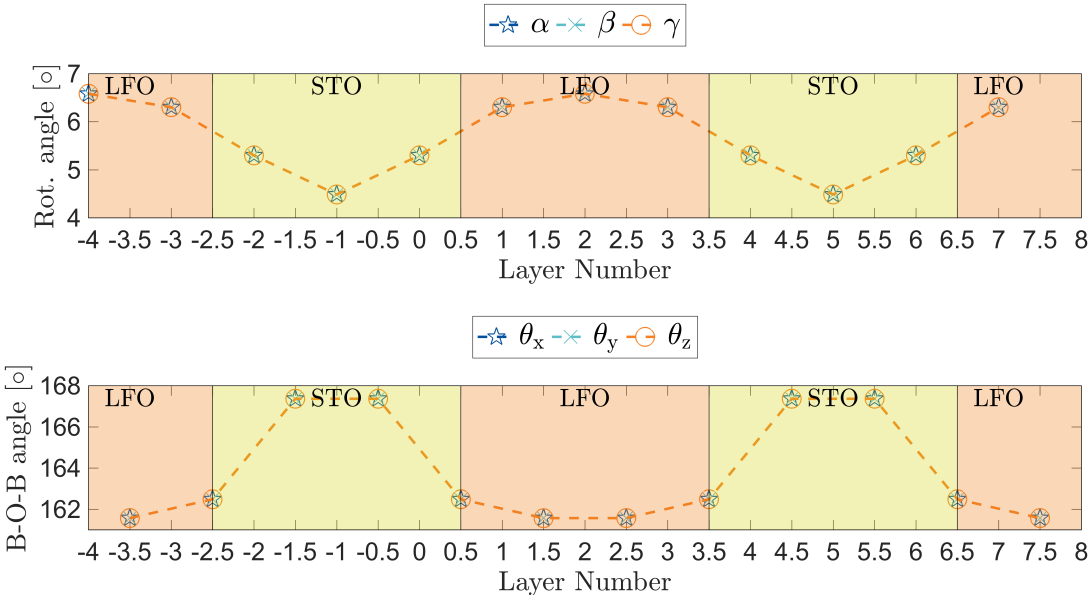 α β γ
Rot. angle [○]
7
6
5
4
LFO STO LFO STO LFO
-4 -3.5 -3 -2.5 -2 -1.5 -1 -0.5 0 0.5 1 1.5 2 2.5 3 3.5 4 4.5 5 5.5 6 6.5 7 7.5 8
Layer Number
θx θy θz
B-O-B angle [○]
168
166
164
162
LFO STO LFO STO LFO
-4 -3.5 -3 -2.5 -2 -1.5 -1 -0.5 0 0.5 1 1.5 2 2.5 3 3.5 4 4.5 5 5.5 6 6.5 7 7.5 8
Layer Number